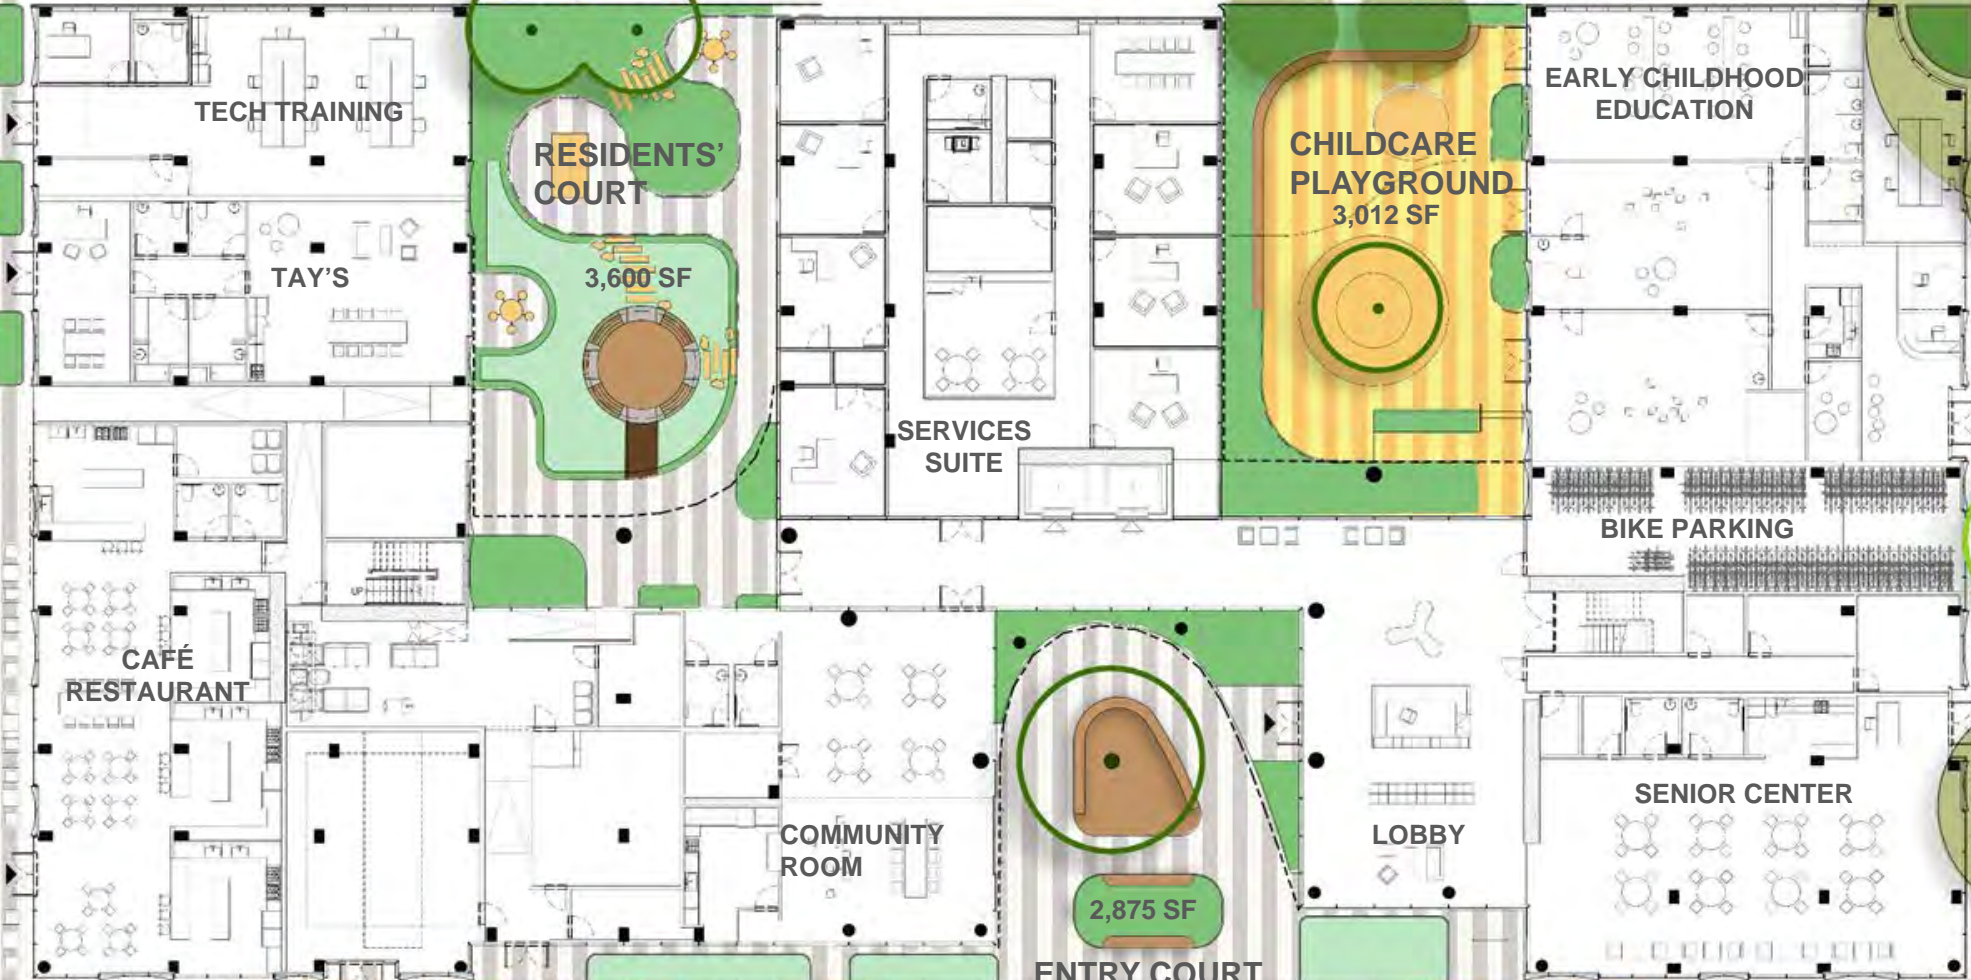 TECH TRAINING
RESIDENTS'
COURT
3,600 SF
TAY'S
CHILDCARE
PLAYGROUND
3,012 SF
EARLY CHILDHOOD
EDUCATION
SERVICES
SUITE
BIKE PARKING
UP
CAFÉ
RESTAURANT
COMMUNITY
ROOM
LOBBY
SENIOR CENTER
2,875 SF
ENTRY COURT